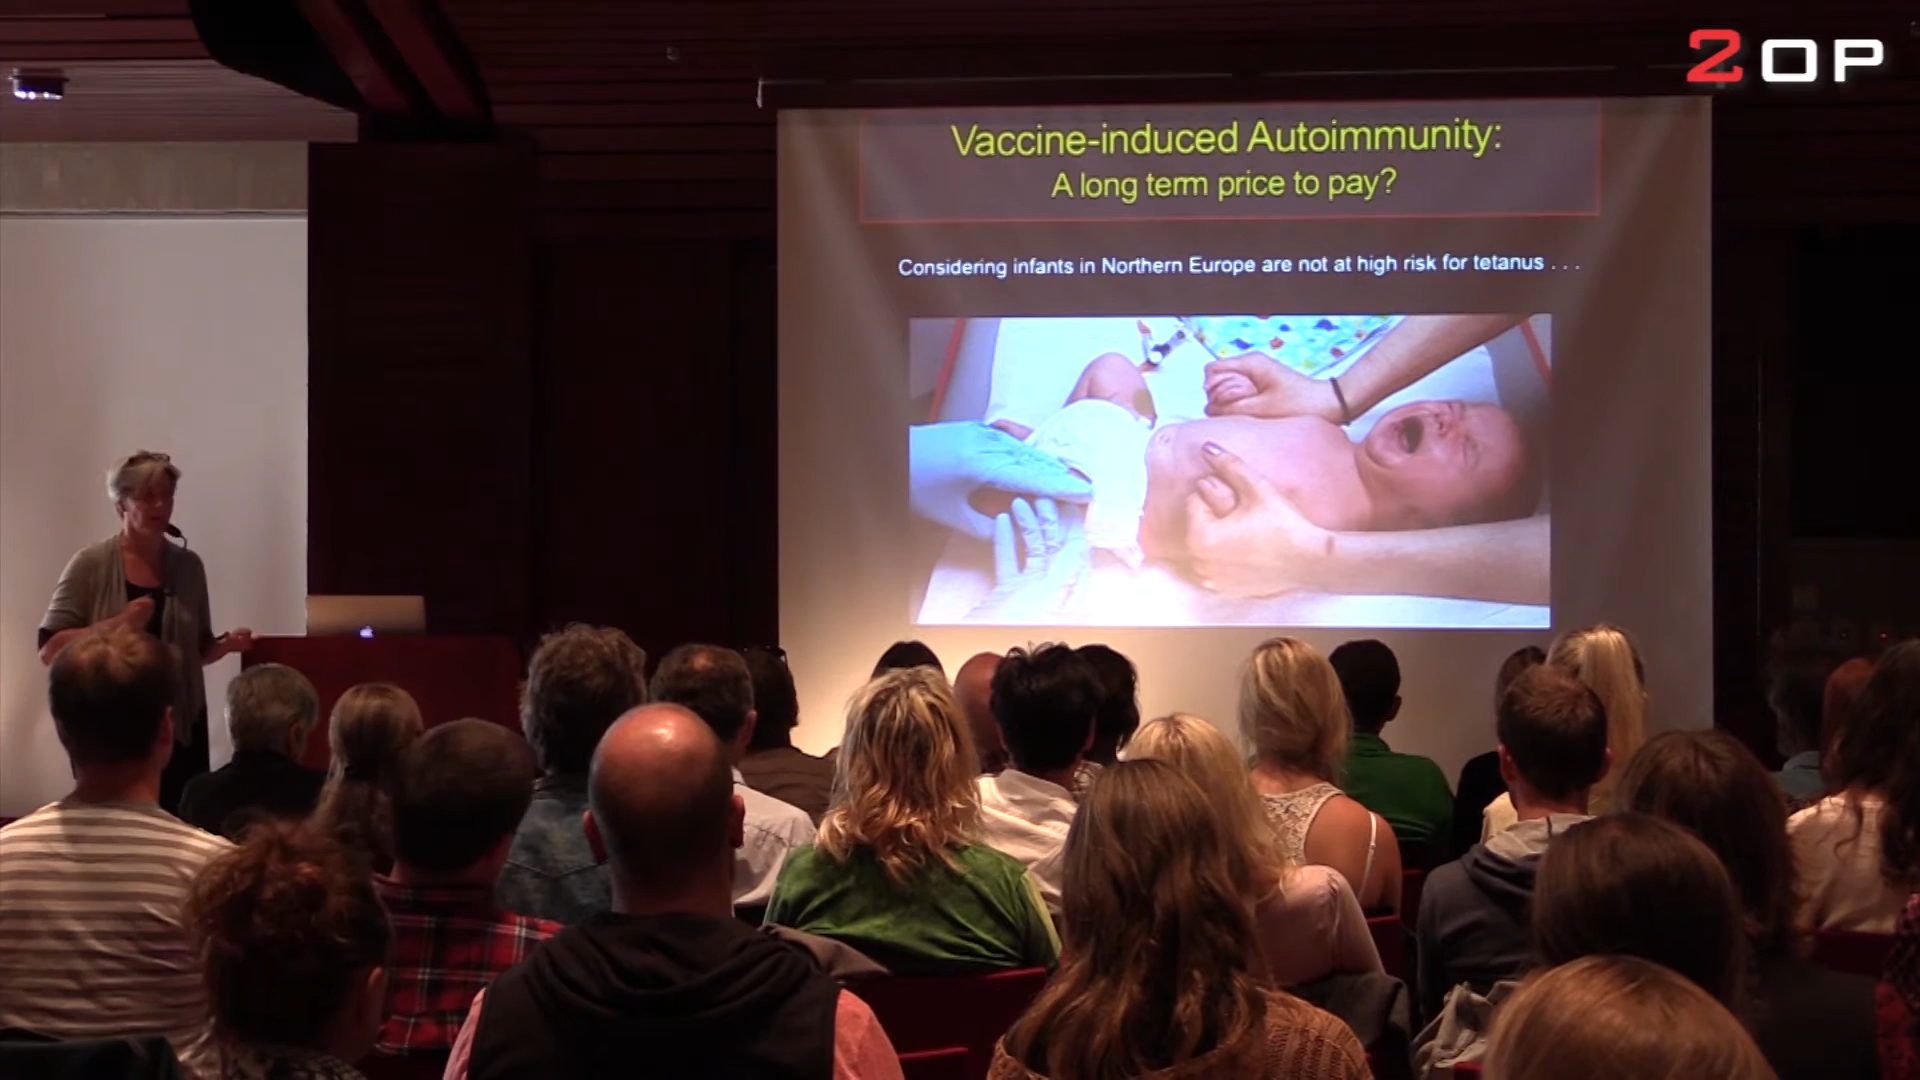 2OP
Vaccine-induced Autoimmunity:
A long term price to pay?
Considering infants in Northern Europe are not at high risk for tetanus . . .